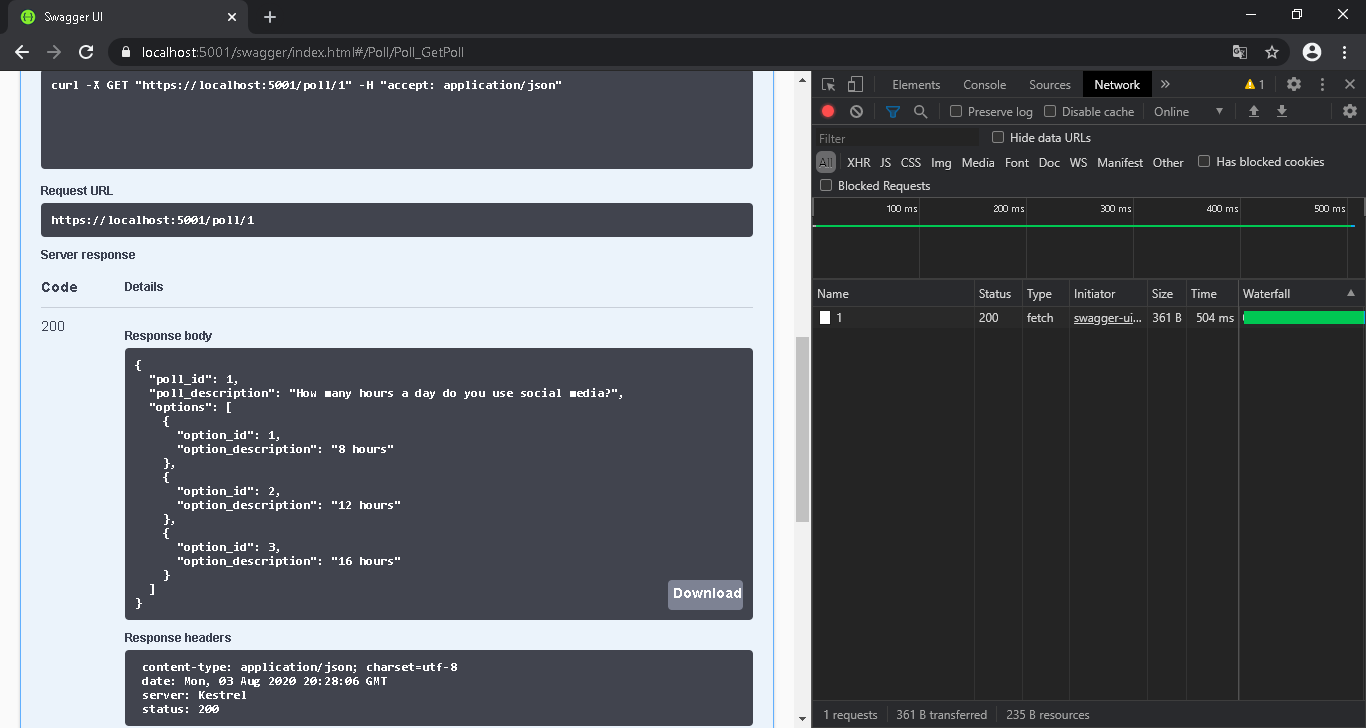 Swagger UI
localhost:5001/swagger/index.html#/Poll/Poll_GetPoll
curl -X GET "https://localhost:5001/poll/1" -H "accept: application/json"
Request URL
https://localhost:5001/poll/1
Server response
Code Details
200
Response body
{
  "poll_id": 1,
  "poll_description": "How many hours a day do you use social media?",
  "options": [
    {
      "option_id": 1,
      "option_description": "8 hours"
    },
    {
      "option_id": 2,
      "option_description": "12 hours"
    },
    {
      "option_id": 3,
      "option_description": "16 hours"
    }
  ]
}
Download
Response headers
content-type: application/json; charset=utf-8
date: Mon, 03 Aug 2020 20:28:06 GMT
server: Kestrel
status: 200
Elements Console Sources Network » 1
Preserve log Disable cache Online
Filter Hide data URLs
All XHR JS CSS Img Media Font Doc WS Manifest Other Has blocked cookies
Blocked Requests
100 ms 200 ms 300 ms 400 ms 500 ms
Name Status Type Initiator Size Time Waterfall
1 200 fetch swagger-ui... 361 B 504 ms
1 requests 361 B transferred 235 B resources